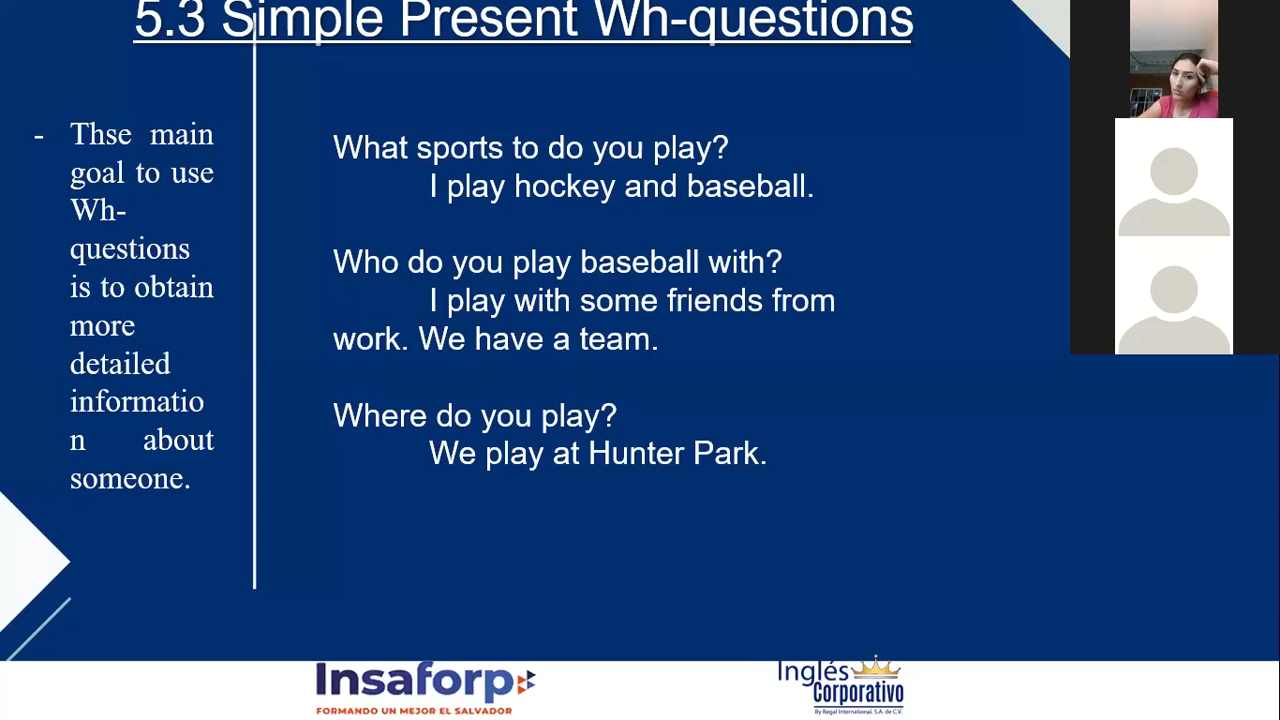 5.3 Simple Present Wh-questions
- Thse main
goal to use
Wh-
questions
is to obtain
more
detailed
informatio
n about
someone.
What sports to do you play?
I play hockey and baseball.
Who do you play baseball with?
I play with some friends from
work. We have a team.
Where do you play?
We play at Hunter Park.
Insaforp
FORMANDO UN MEJOR EL SALVADOR
Inglés
Corporativo
By Regal International, S.A. de C.V.